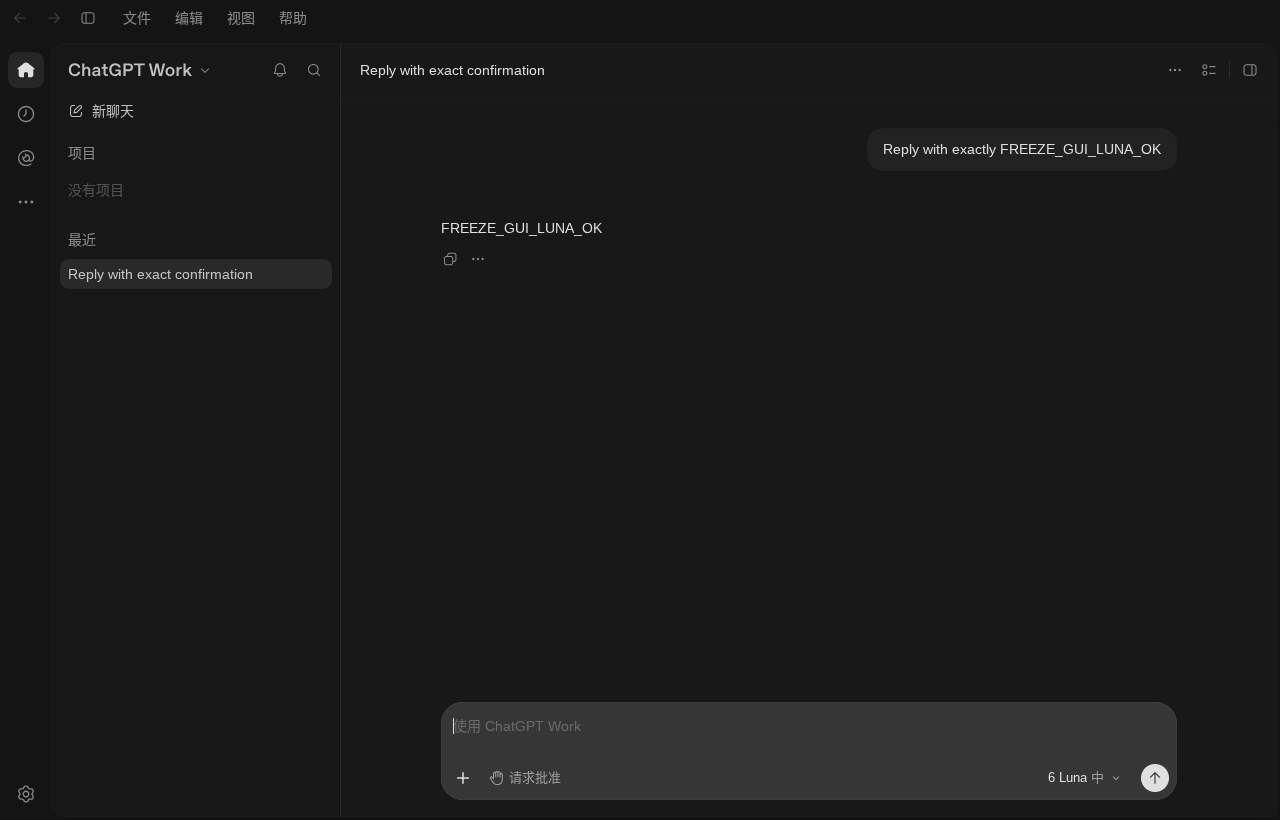 文件 编辑 视图 帮助
ChatGPT Work
新聊天
项目
没有项目
最近
Reply with exact confirmation
Reply with exact confirmation
Reply with exactly FREEZE_GUI_LUNA_OK
FREEZE_GUI_LUNA_OK
使用 ChatGPT Work
请求批准
6 Luna 中